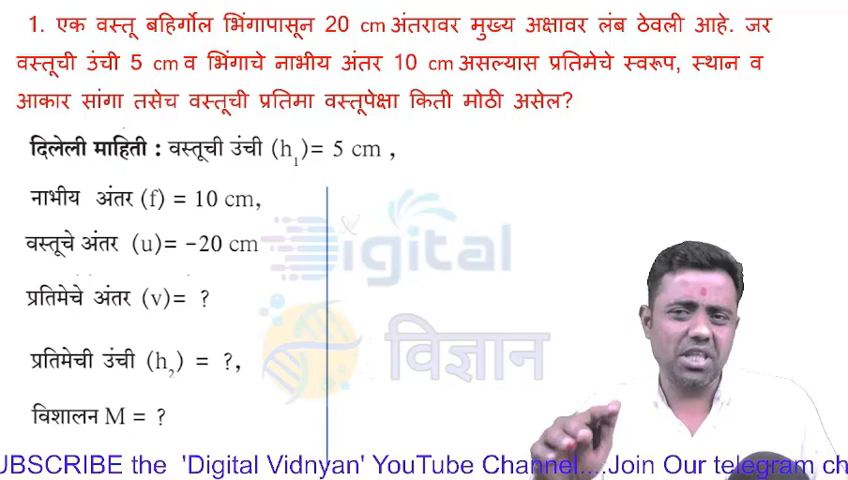 1. एक वस्तू बहिर्गोल भिंगापासून 20 cm अंतरावर मुख्य अक्षावर लंब ठेवली आहे. जर
वस्तूची उंची 5 cm व भिंगाचे नाभीय अंतर 10 cm असल्यास प्रतिमेचे स्वरूप, स्थान व
आकार सांगा तसेच वस्तूची प्रतिमा वस्तूपेक्षा किती मोठी असेल?
दिलेली माहिती : वस्तूची उंची (h₁)= 5 cm ,
नाभीय अंतर (f) = 10 cm,
वस्तूचे अंतर (u)= -20 cm
प्रतिमेचे अंतर (v)= ?
प्रतिमेची उंची (h₂) = ?,
विशालन M = ?
Digital
विज्ञान
UBSCRIBE the 'Digital Vidnyan' YouTube Channel....Join Our telegram ch